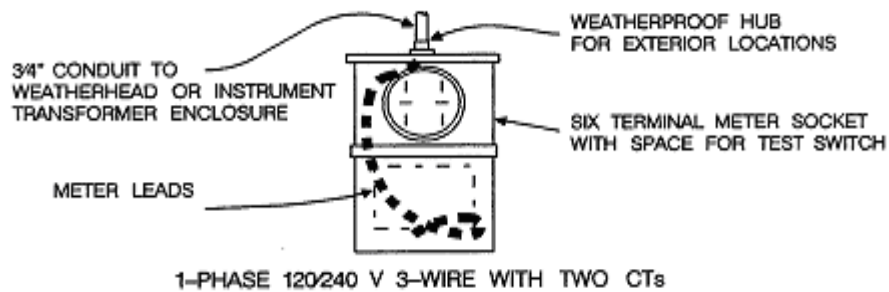 WEATHERPROOF HUB
FOR EXTERIOR LOCATIONS
3/4" CONDUIT TO
WEATHERHEAD OR INSTRUMENT
TRANSFORMER ENCLOSURE
SIX TERMINAL METER SOCKET
WITH SPACE FOR TEST SWITCH
METER LEADS
1-PHASE 120/240 V 3-WIRE WITH TWO CTs